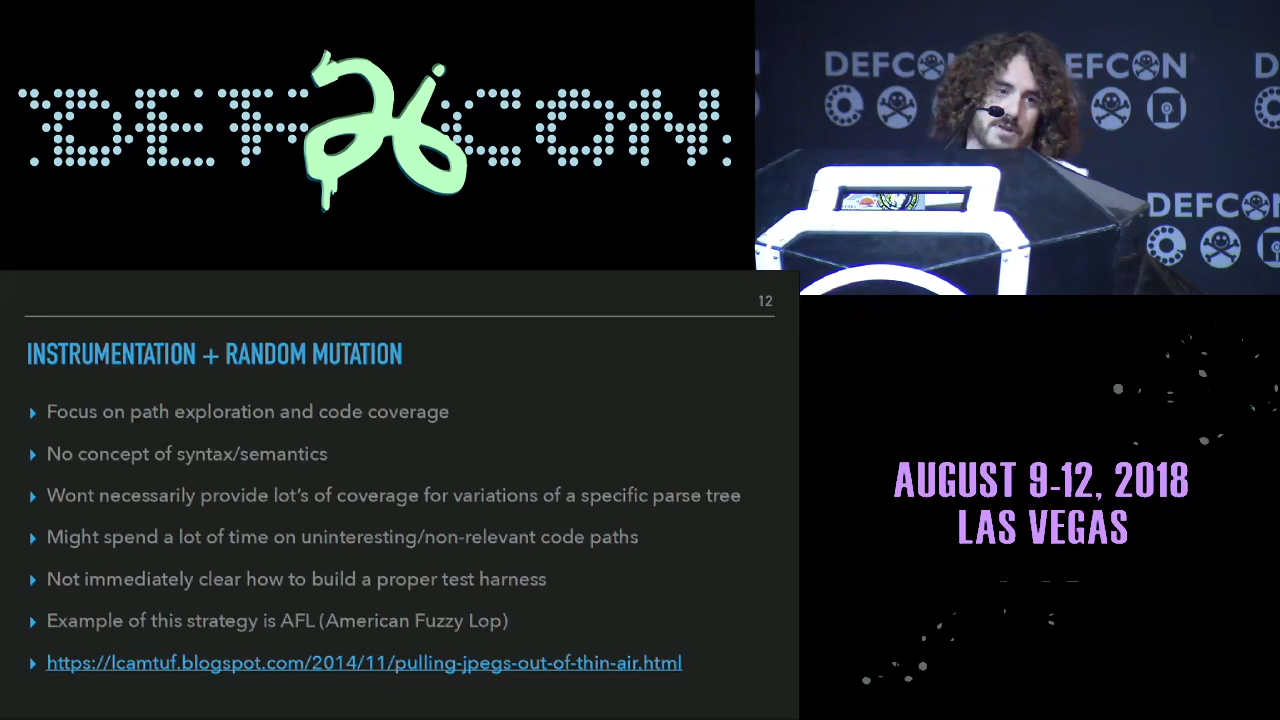 DEF 26 CON
DEFCON DEFCON DEF
DEFCON
12
INSTRUMENTATION + RANDOM MUTATION
Focus on path exploration and code coverage
No concept of syntax/semantics
Wont necessarily provide lot's of coverage for variations of a specific parse tree
Might spend a lot of time on uninteresting/non-relevant code paths
Not immediately clear how to build a proper test harness
Example of this strategy is AFL (American Fuzzy Lop)
https://lcamtuf.blogspot.com/2014/11/pulling-jpegs-out-of-thin-air.html
AUGUST 9-12, 2018
LAS VEGAS